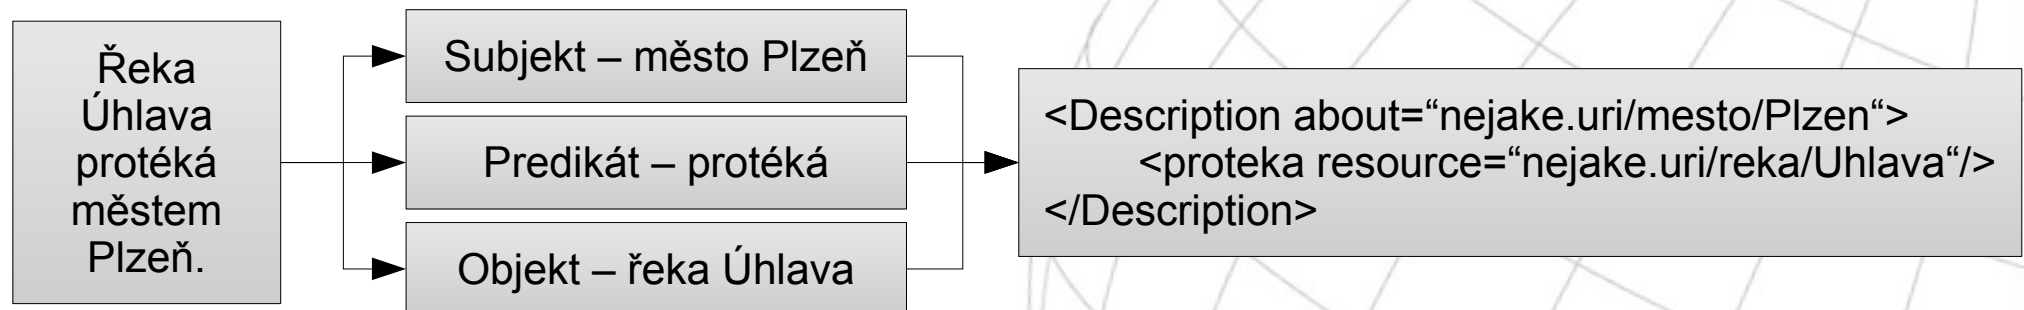 Řeka
Úhlava
protéká
městem
Plzeň.
Subjekt – město Plzeň
Predikát – protéká
Objekt – řeka Úhlava
<Description about=“nejake.uri/mesto/Plzen“>
<proteka resource=“nejake.uri/reka/Uhlava“/>
</Description>